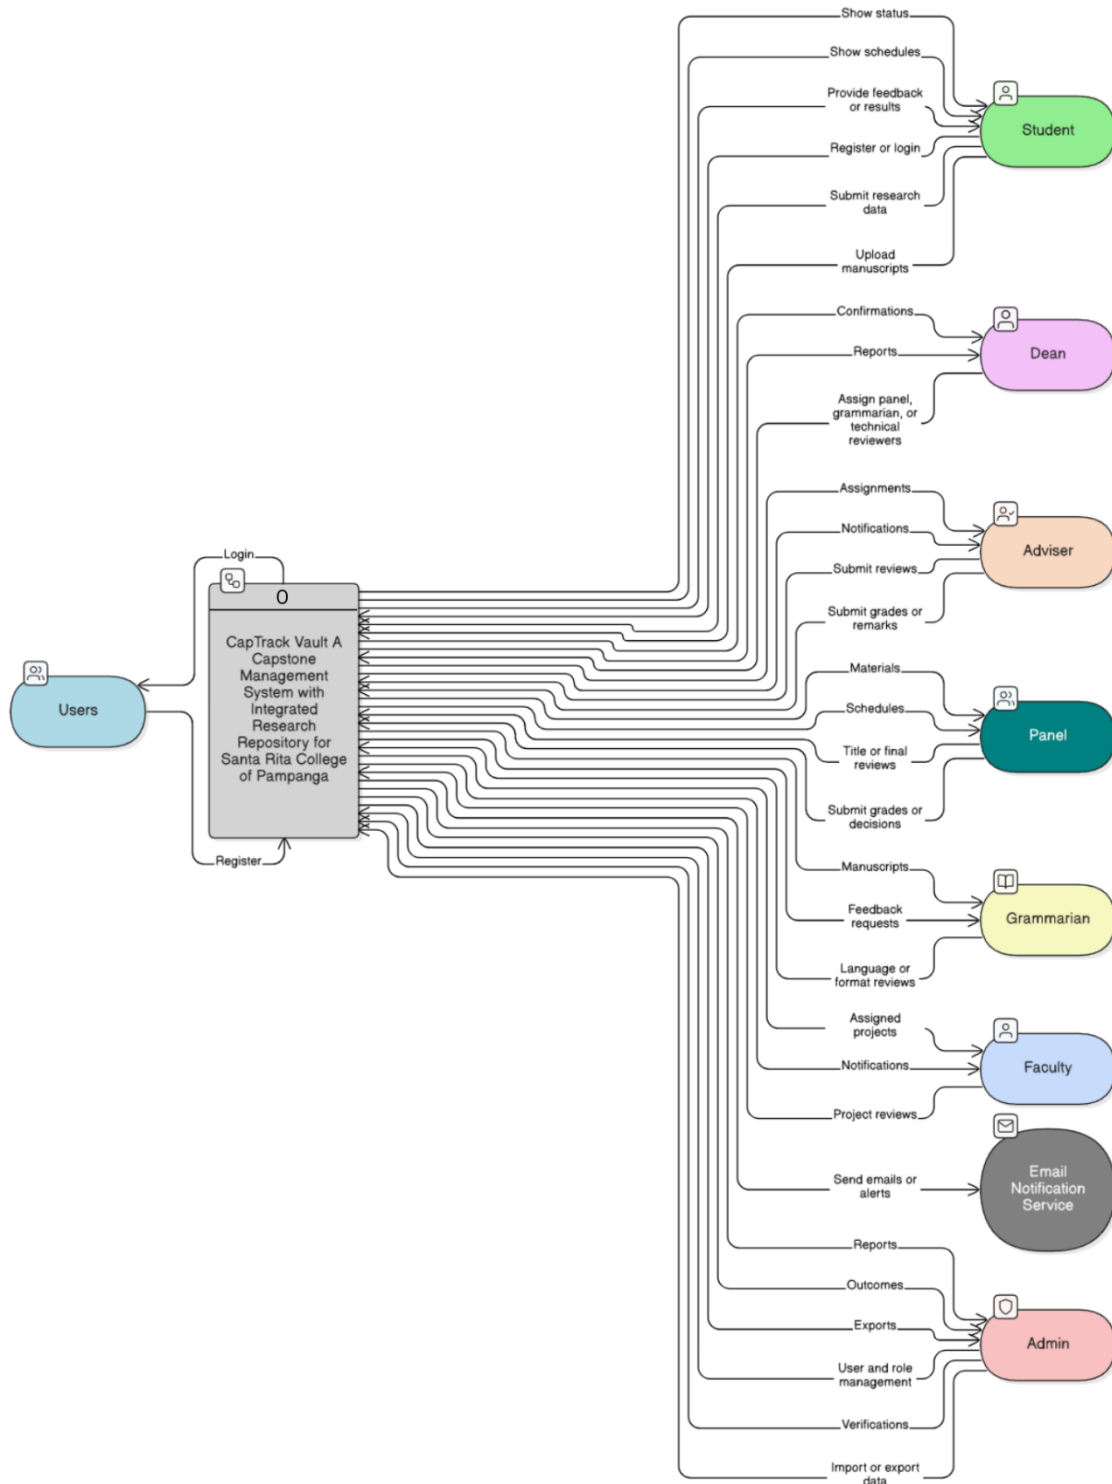 Show status
Show schedules
Provide feedback
or results
Student
Register or login
Submit research
data
Upload
manuscripts
Confirmations
Dean
Reports
Assign panel,
grammarian, or
technical
reviewers
Assignments
Notifications
Adviser
Submit reviews
Submit grades or
remarks
Login
0
CapTrack Vault A
Capstone
Management
System with
Integrated
Research
Repository for
Santa Rita College
of Pampanga
Users
Register
Materials
Schedules
Panel
Title or final
reviews
Submit grades or
decisions
Manuscripts
Feedback
requests
Grammarian
Language or
format reviews
Assigned
projects
Faculty
Notifications
Project reviews
Send emails or
alerts
Email
Notification
Service
Reports
Outcomes
Exports
Admin
User and role
management
Verifications
Import or export
data